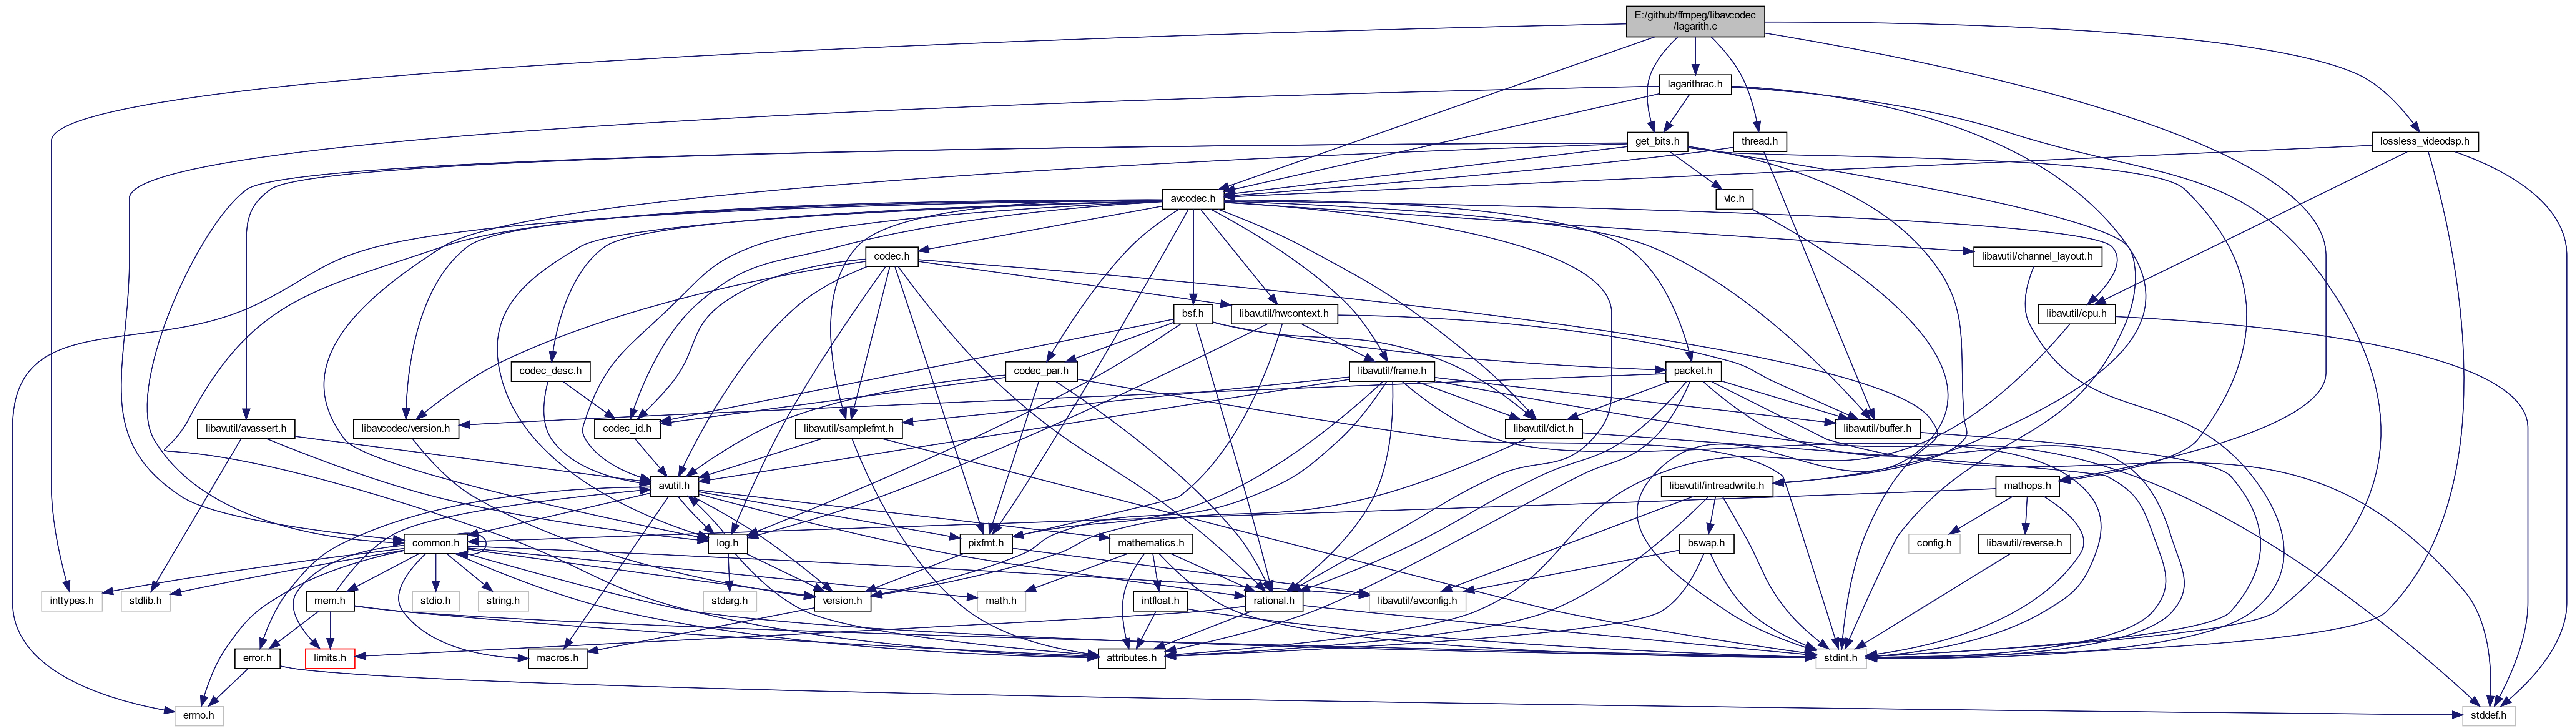 E:/github/ffmpeg/libavcodec
/lagarith.c
lagarithrac.h
get_bits.h
thread.h
lossless_videodsp.h
avcodec.h
vlc.h
codec.h
libavutil/channel_layout.h
bsf.h
libavutil/hwcontext.h
libavutil/cpu.h
codec_desc.h
codec_par.h
libavutil/frame.h
packet.h
libavutil/avassert.h
libavcodec/version.h
codec_id.h
libavutil/samplefmt.h
libavutil/dict.h
libavutil/buffer.h
avutil.h
libavutil/intreadwrite.h
mathops.h
common.h
log.h
pixfmt.h
mathematics.h
bswap.h
config.h
libavutil/reverse.h
inttypes.h
stdlib.h
mem.h
stdio.h
string.h
stdarg.h
version.h
math.h
intfloat.h
rational.h
libavutil/avconfig.h
error.h
limits.h
macros.h
attributes.h
stdint.h
errno.h
stddef.h